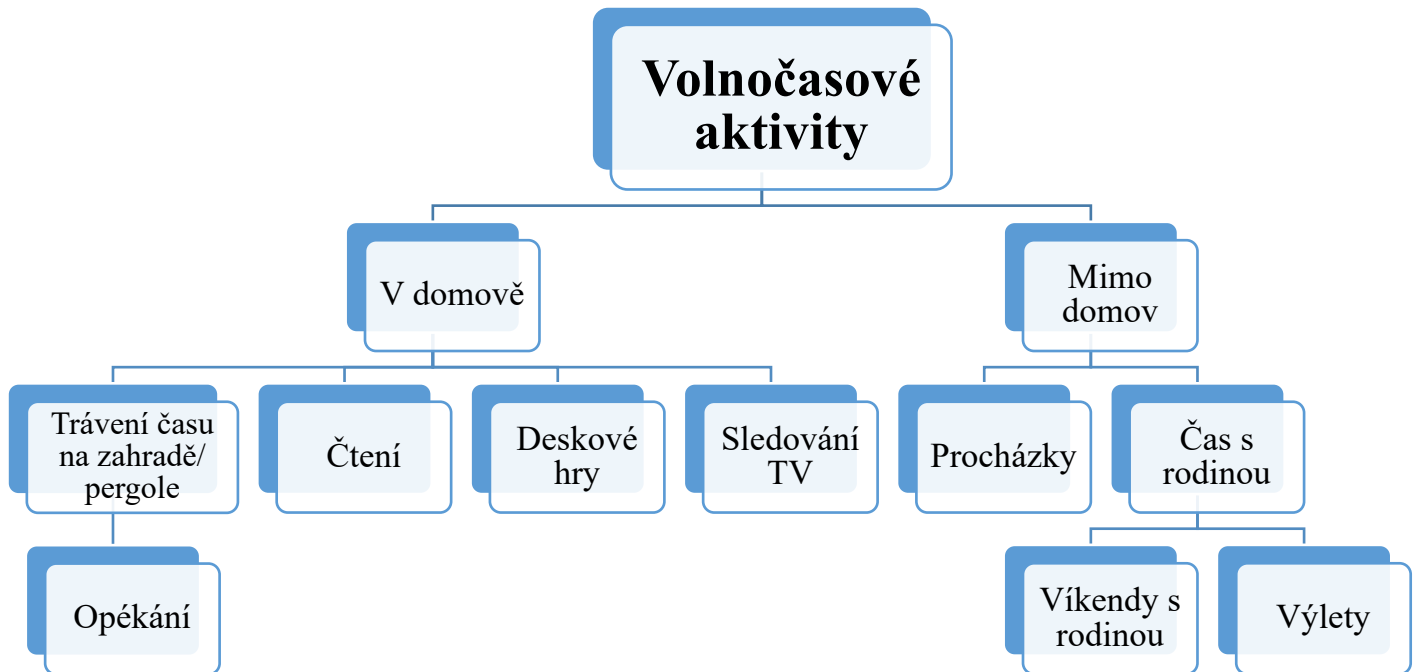 Volnočasové
aktivity
V domově
Mimo
domov
Trávení času
na zahradě/
pergole
Čtení
Deskové
hry
Sledování
TV
Procházky
Čas s
rodinou
Opékání
Víkendy s
rodinou
Výlety